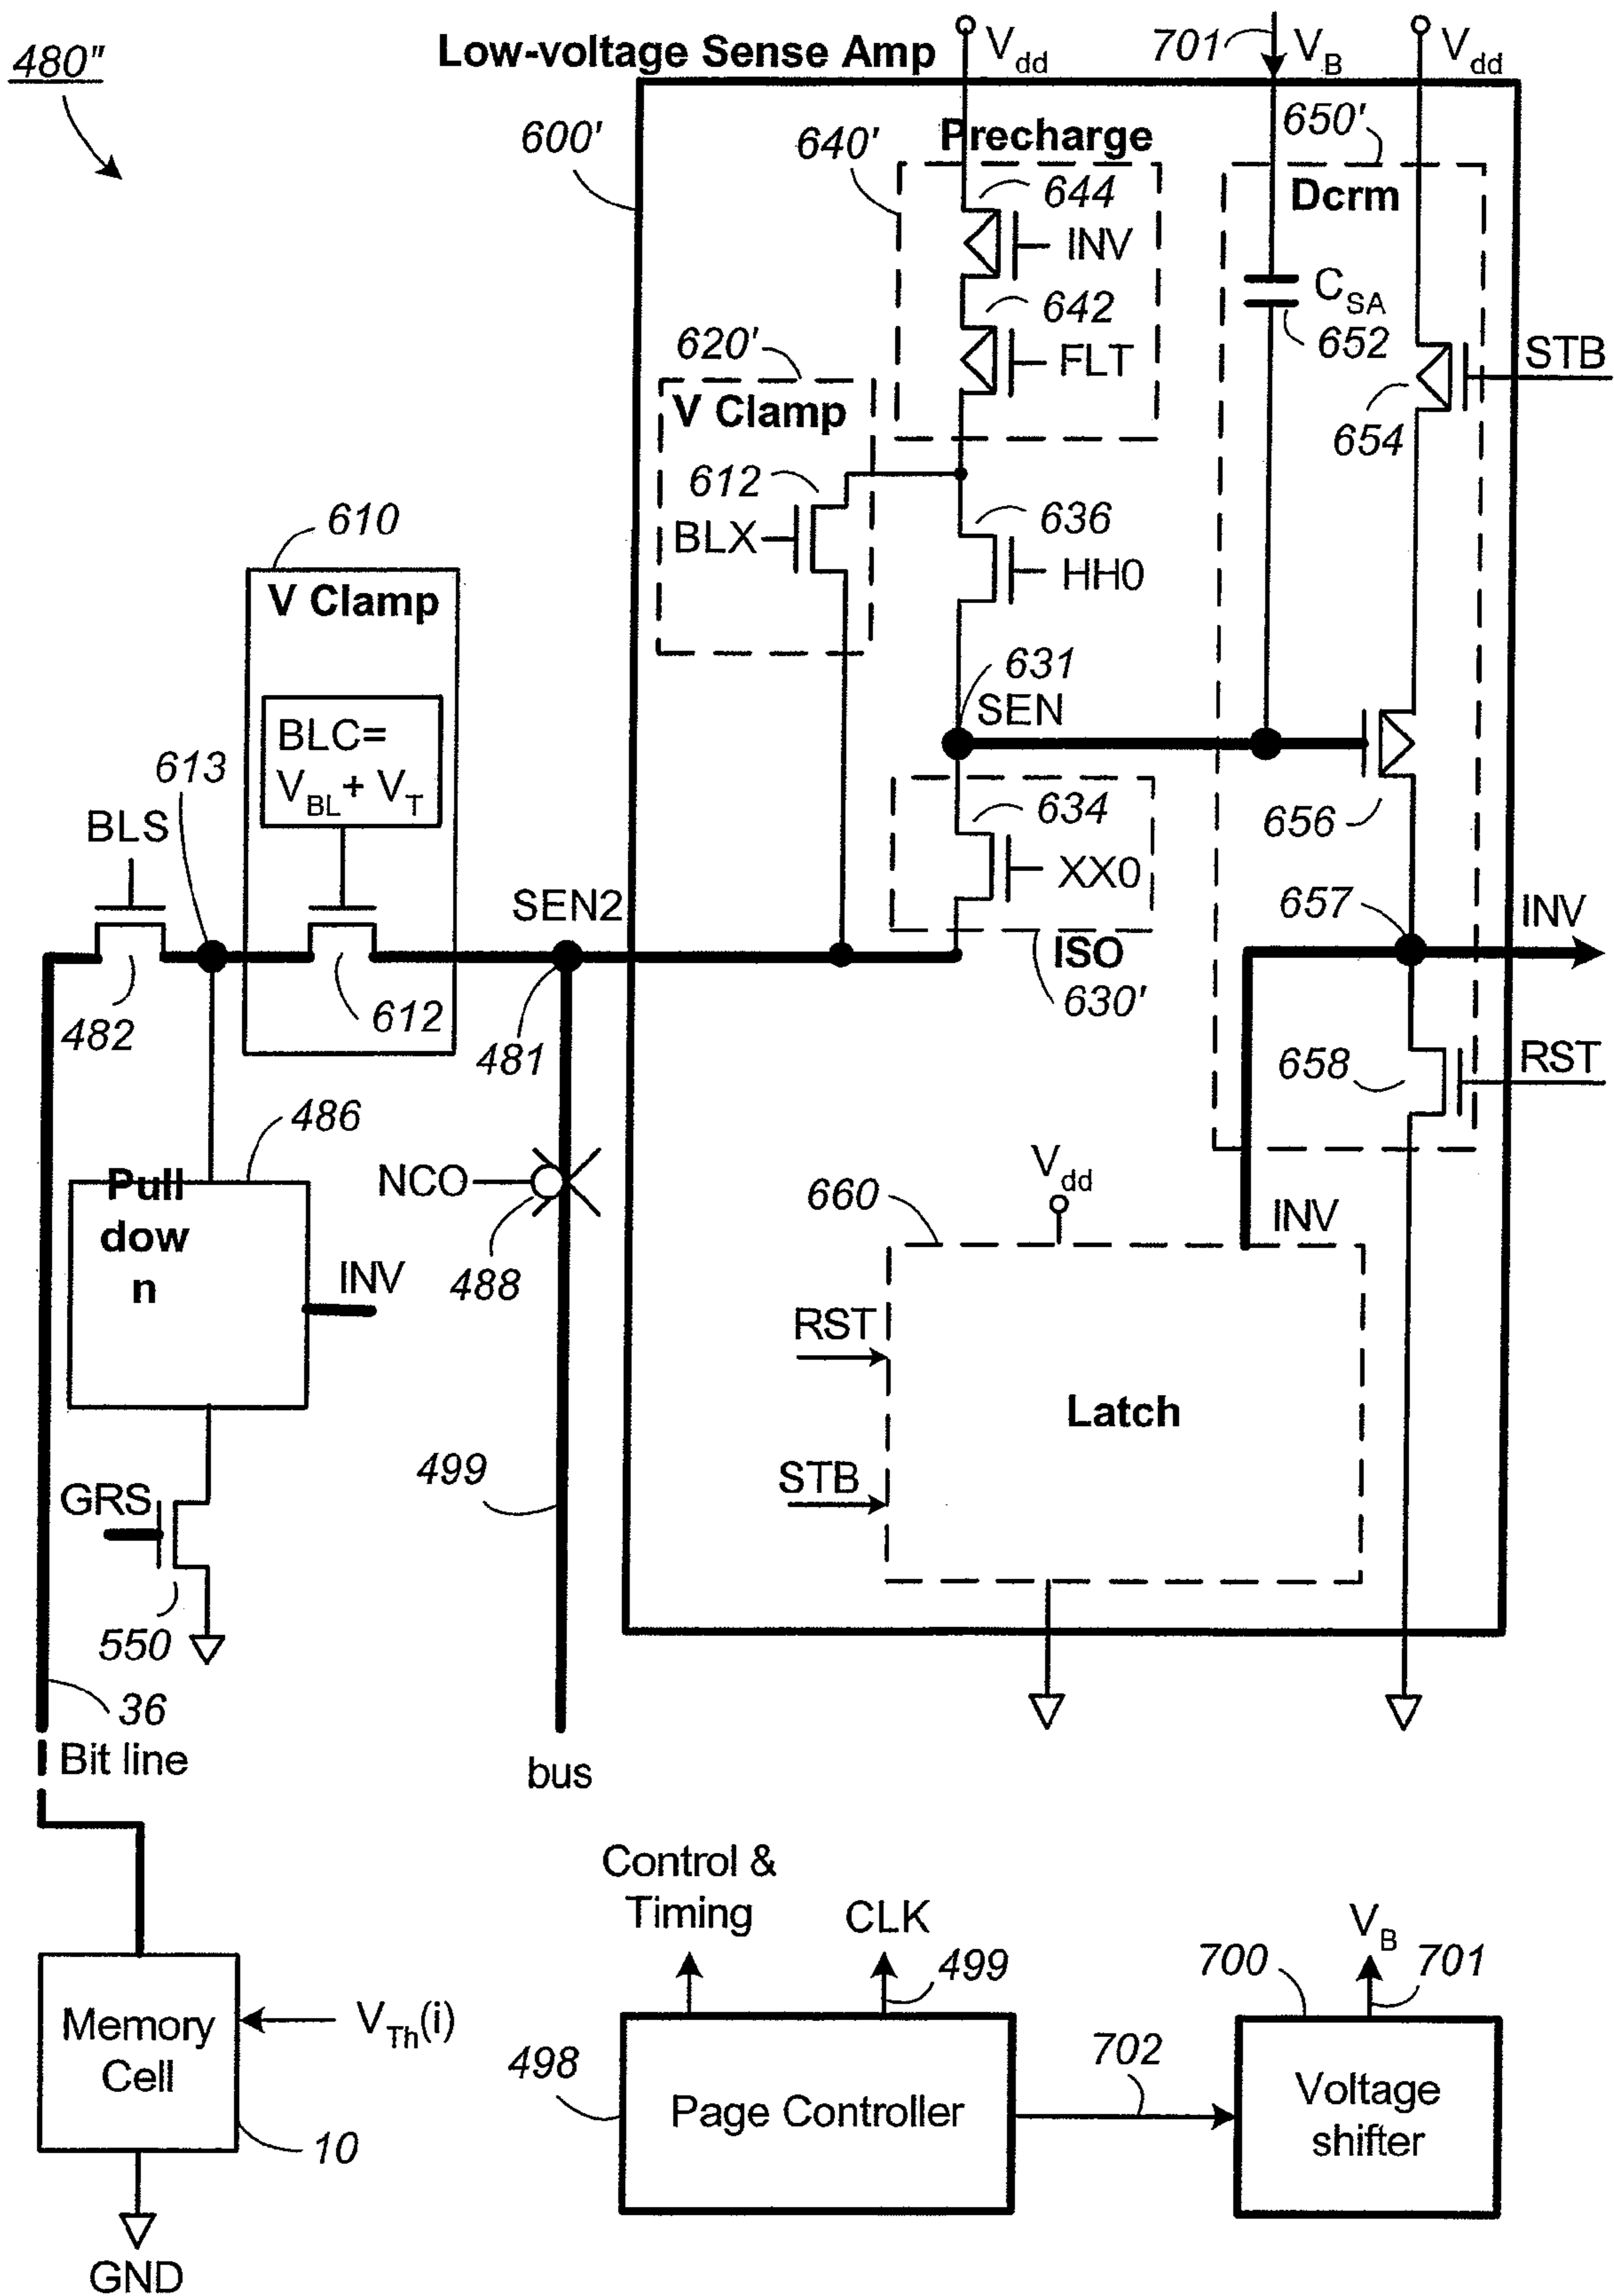 480"
Low-voltage Sense Amp
Vdd
701
VB
Vdd
600'
640'
Precharge
650'
644
Dcrm
INV
642
CSA
652
620'
FLT
STB
V Clamp
654
612
636
BLX
HH0
610
V Clamp
631
SEN
BLC=
VBL + VT
613
634
656
BLS
XX0
SEN2
657
INV
ISO
630'
482
612
481
658
RST
486
Pull
dow
n
NCO
Vdd
660
INV
INV
488
RST
499
Latch
STB
GRS
550
36
Bit line
bus
Control &
Timing
CLK
499
VB
701
700
Memory
Cell
VTh(i)
498
702
Page Controller
Voltage
shifter
10
GND